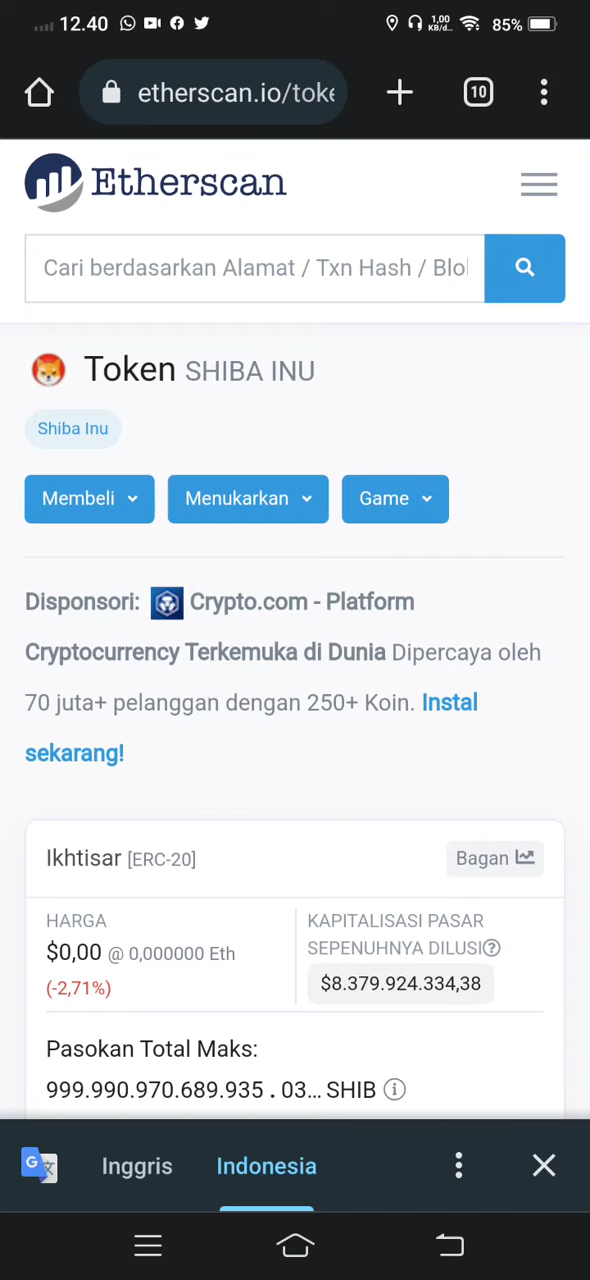 12.40
1,00
KB/d...
85%
etherscan.io/toke
10
Etherscan
Cari berdasarkan Alamat / Txn Hash / Blo
Token SHIBA INU
Shiba Inu
Membeli
Menukarkan
Game
Disponsori: Crypto.com - Platform
Cryptocurrency Terkemuka di Dunia Dipercaya oleh
70 juta+ pelanggan dengan 250+ Koin. Instal
sekarang!
Ikhtisar [ERC-20]
Bagan
HARGA
$0,00 @ 0,000000 Eth
(-2,71%)
KAPITALISASI PASAR
SEPENUHNYA DILUSI
$8.379.924.334,38
Pasokan Total Maks:
999.990.970.689.935 . 03... SHIB
Inggris
Indonesia